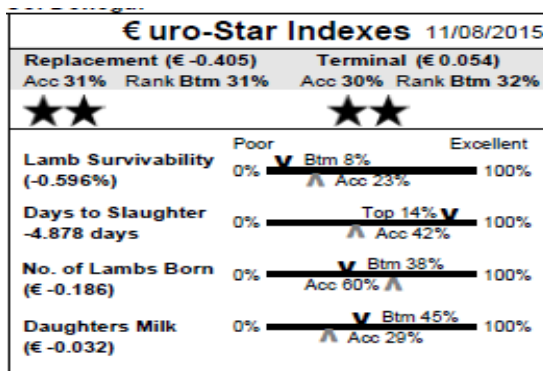 € uro-Star Indexes 11/08/2015
Replacement (€ -0.405) Terminal (€ 0.054)
Acc 31% Rank Btm 31% Acc 30% Rank Btm 32%
Poor Excellent
Lamb Survivability 0% Btm 8% 100%
(-0.596%) Acc 23%
Days to Slaughter 0% Top 14% 100%
-4.878 days Acc 42%
No. of Lambs Born 0% Btm 38% 100%
(€ -0.186) Acc 60%
Daughters Milk 0% Btm 45% 100%
(€ -0.032) Acc 29%